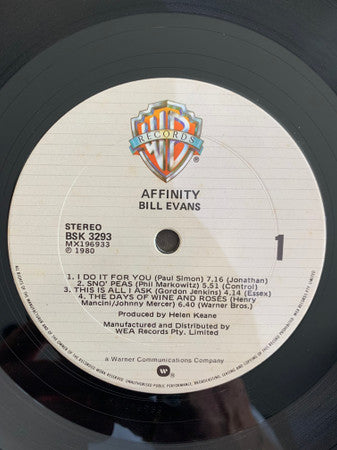 WB
RECORDS
AFFINITY
BILL EVANS
STEREO
BSK 3293
MX196933
℗ 1980
1
1. I DO IT FOR YOU (Paul Simon) 7.16 (Jonathan)
2. SNO' PEAS (Phil Markowitz) 5.51 (Control)
3. THIS IS ALL I ASK (Gordon Jenkins) 4.14 (Essex)
4. THE DAYS OF WINE AND ROSES (Henry
Mancini/Johnny Mercer) 6.40 (Warner Bros.)
Produced by Helen Keane
Manufactured and Distributed by
WEA Records Pty. Limited
a Warner Communications Company
W